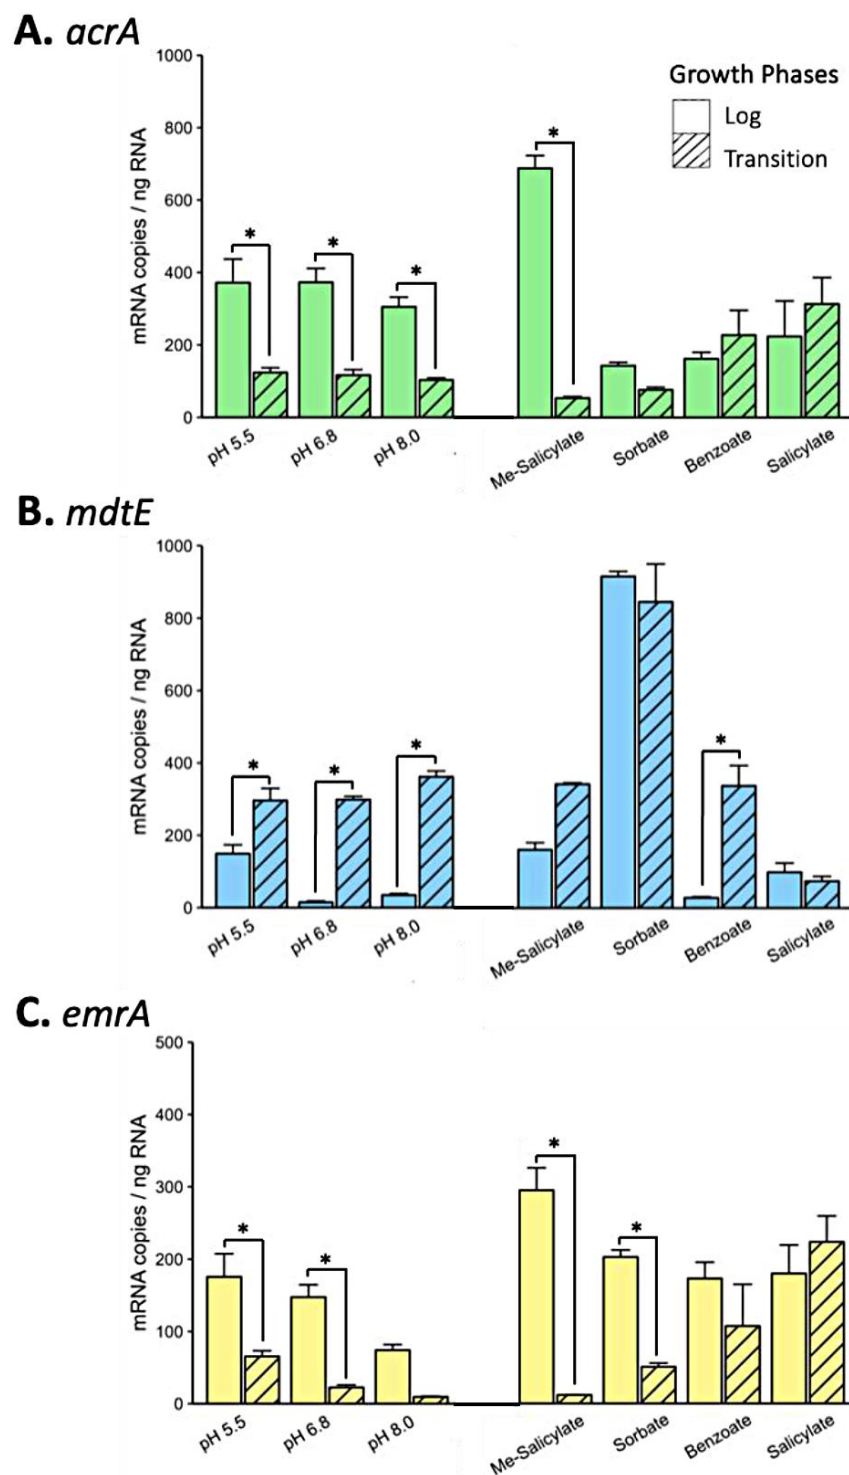 A. acrA
mRNA copies / ng RNA
1000
800
600
400
200
0
Growth Phases
Log
Transition
*
*
*
*
pH 5.5
pH 6.8
pH 8.0
Me-Salicylate
Sorbate
Benzoate
Salicylate
B. mdtE
mRNA copies / ng RNA
1000
800
600
400
200
0
*
*
*
*
pH 5.5
pH 6.8
pH 8.0
Me-Salicylate
Sorbate
Benzoate
Salicylate
C. emrA
mRNA copies / ng RNA
500
400
300
200
100
0
*
*
*
*
pH 5.5
pH 6.8
pH 8.0
Me-Salicylate
Sorbate
Benzoate
Salicylate